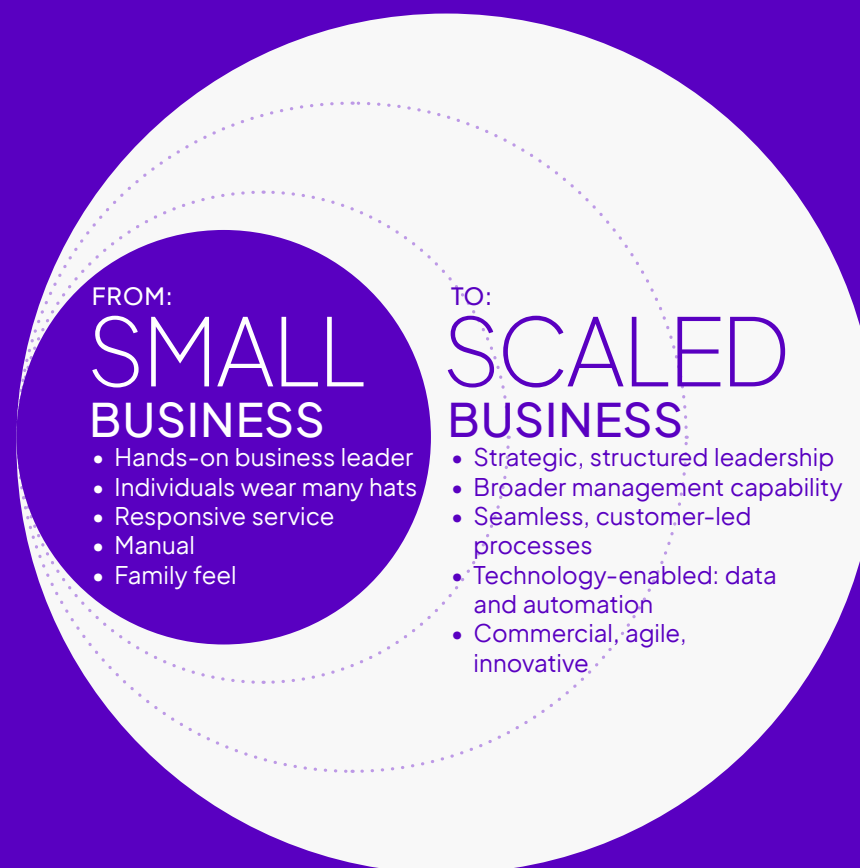 FROM:
SMALL
BUSINESS
• Hands-on business leader
• Individuals wear many hats
• Responsive service
• Manual
• Family feel
TO:
SCALED
BUSINESS
• Strategic, structured leadership
• Broader management capability
• Seamless, customer-led
processes
• Technology-enabled: data
and automation
• Commercial, agile,
innovative